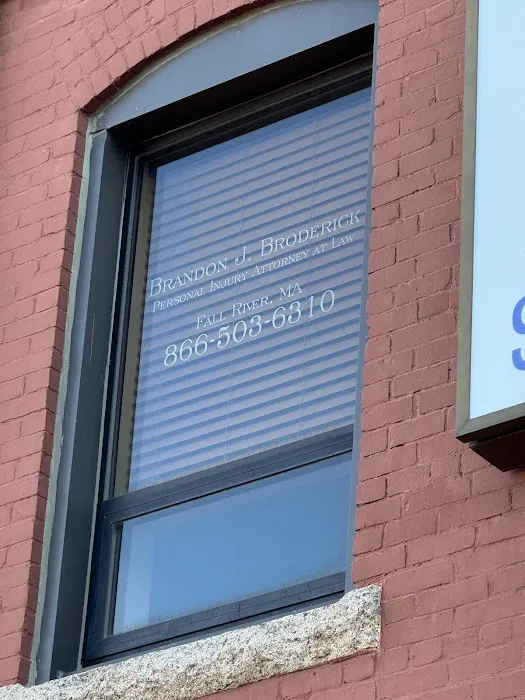 Brandon J. Broderick
Personal Injury Attorney at Law
Fall River, MA
866-503-6310